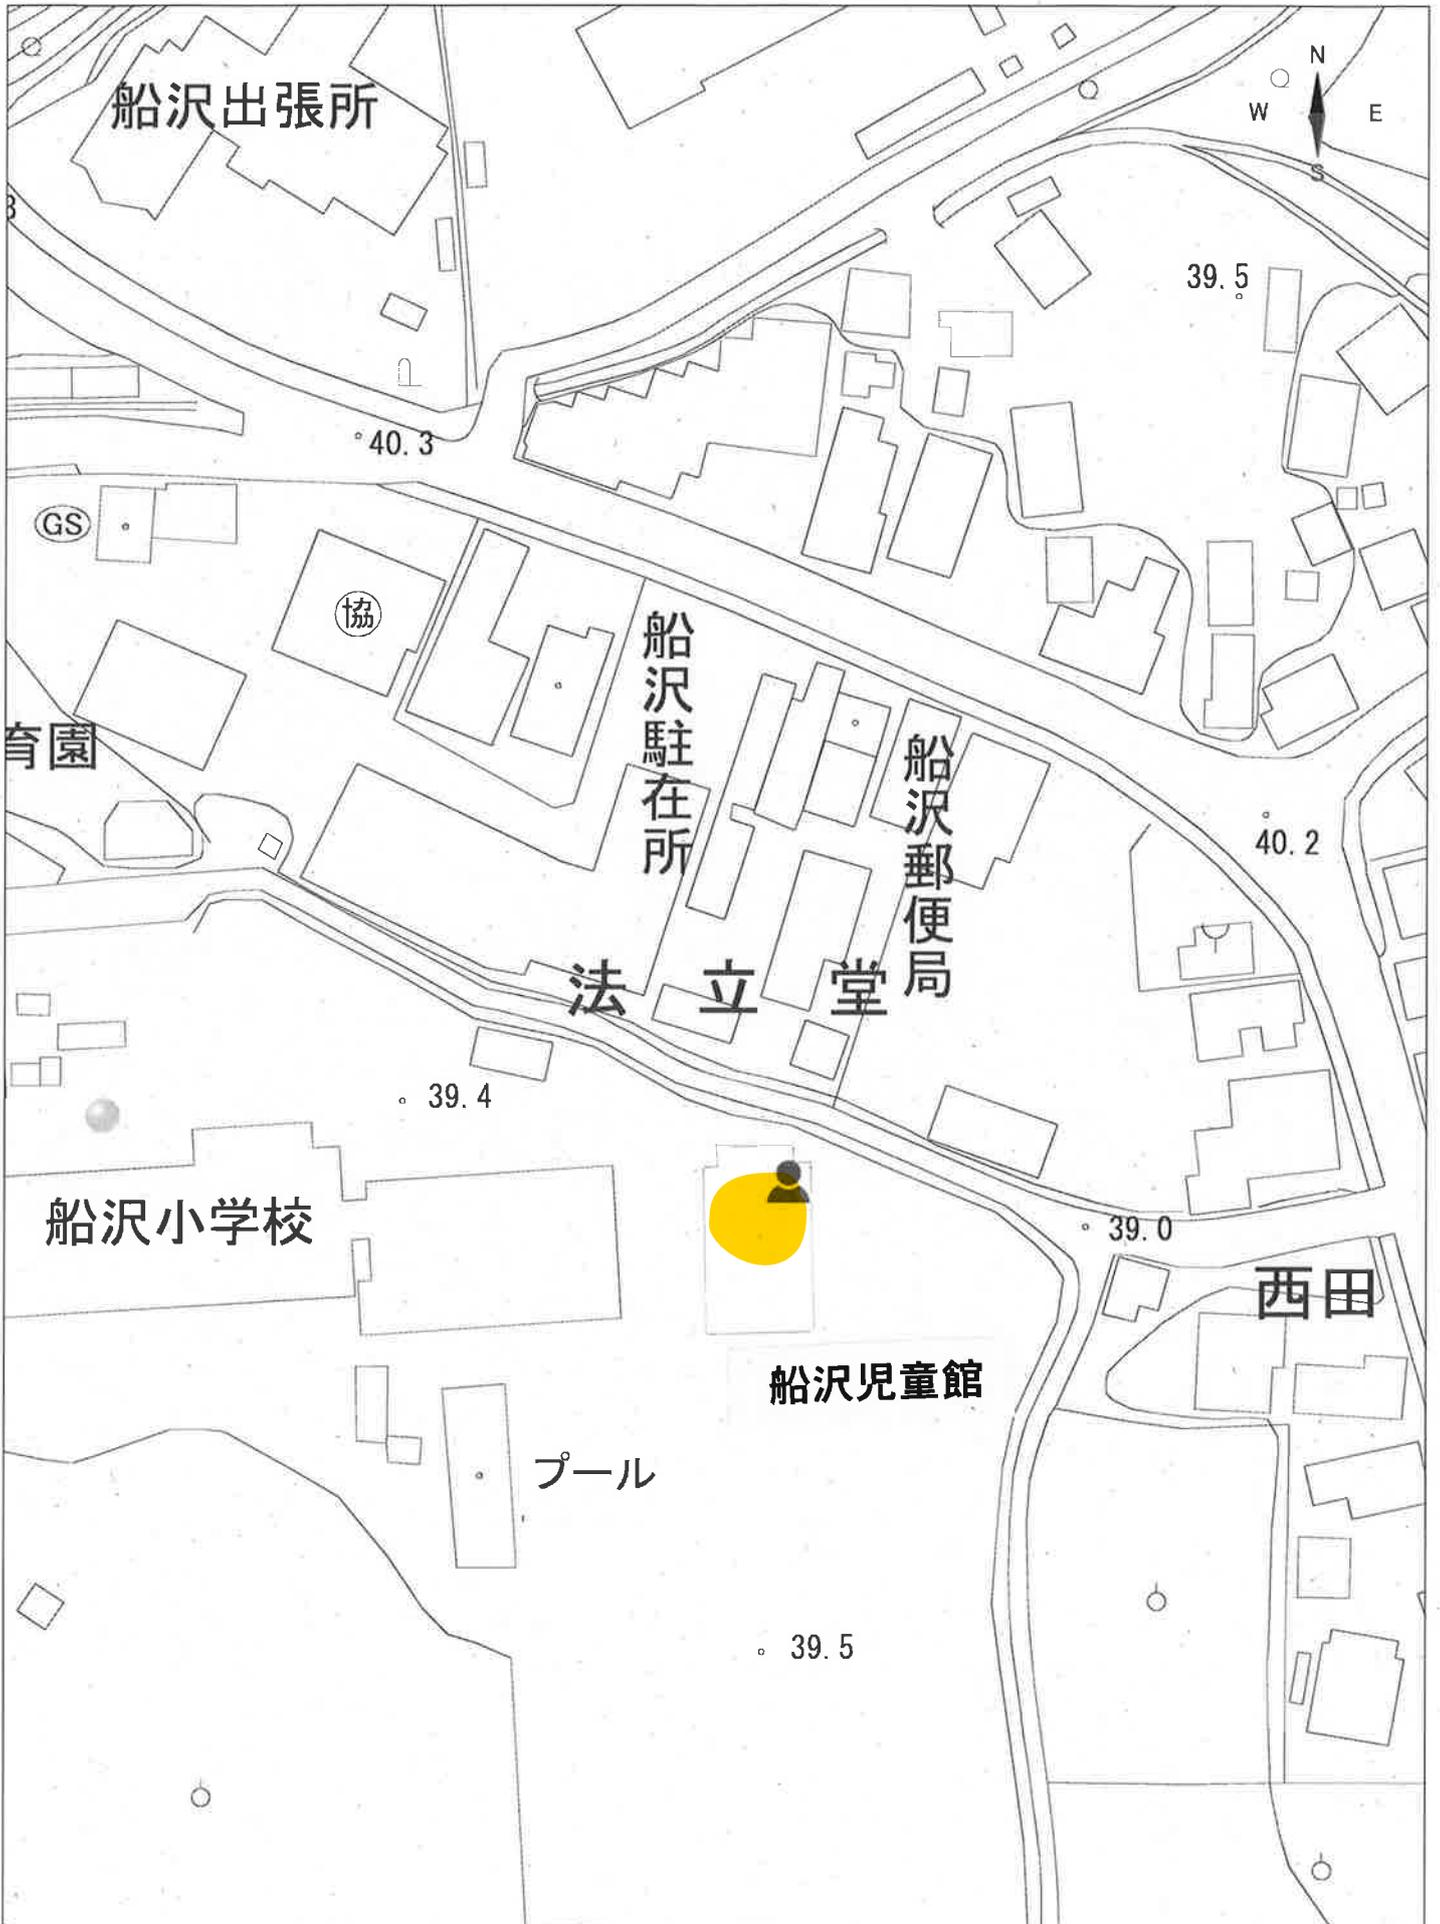 船沢出張所
N
W
E
S
3
39.5
40.3
GS
協
船沢駐在所
育園
船沢郵便局
40.2
法立堂
39.4
船沢小学校
39.0
西田
船沢児童館
プール
39.5